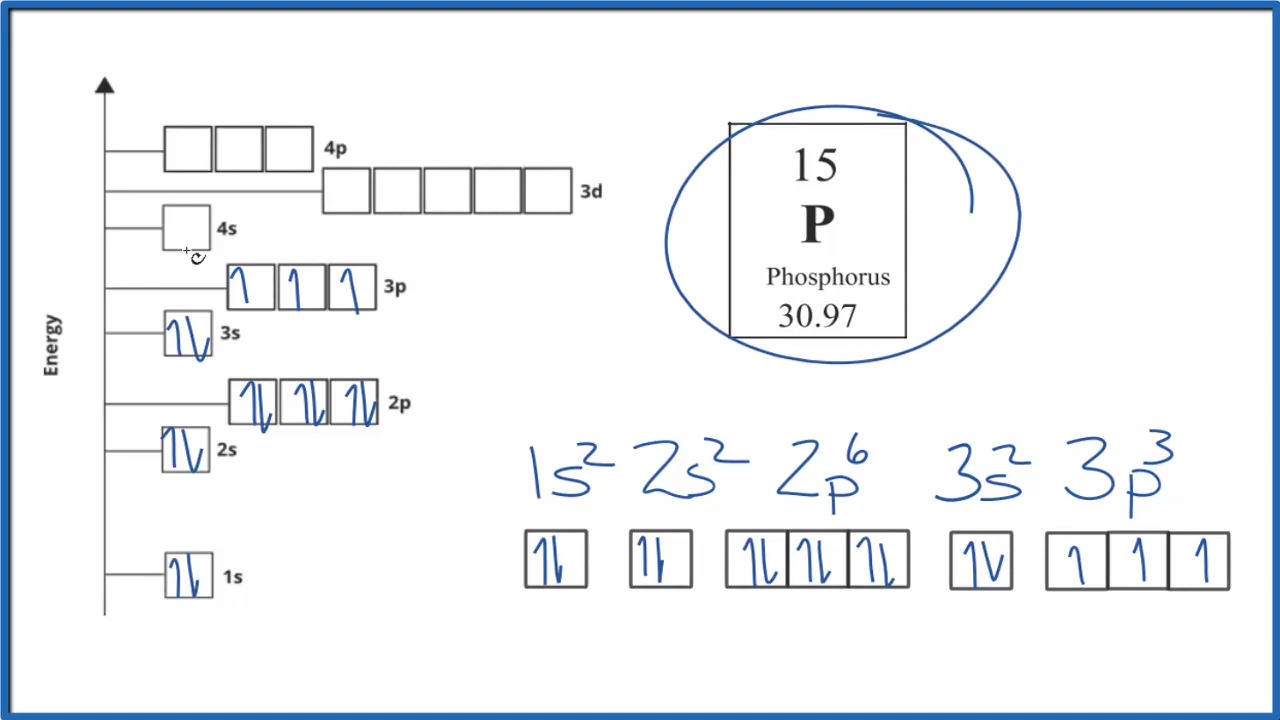 4p
3d
4s
3p
3s
2p
2s
1s
Energy
15
P
Phosphorus
30.97
1s² 2s² 2p⁶ 3s² 3p³